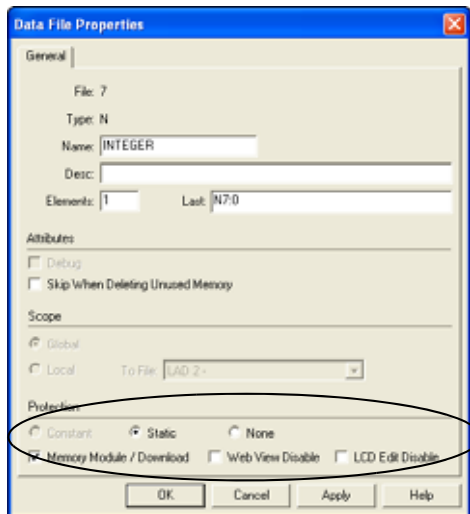 Data File Properties
General
File: 7
Type: N
Name: INTEGER
Desc:
Elements: 1 Last: N7:0
Attributes
Debug
Skip When Deleting Unused Memory
Scope
Global
Local To File: LAD 2 -
Protection
Constant Static None
Memory Module / Download Web View Disable LCD Edit Disable
OK Cancel Apply Help